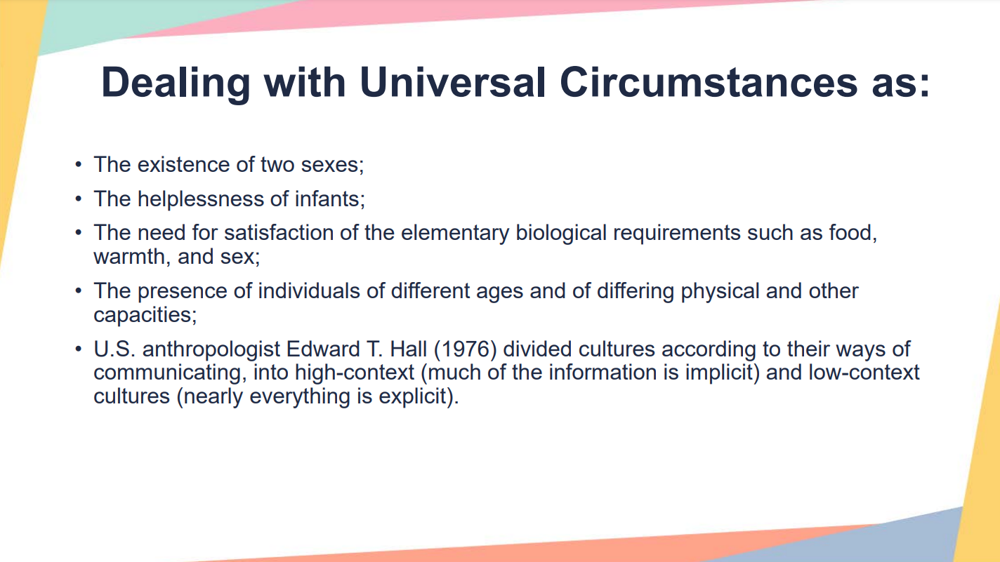 Dealing with Universal Circumstances as:
• The existence of two sexes;
• The helplessness of infants;
• The need for satisfaction of the elementary biological requirements such as food,
warmth, and sex;
• The presence of individuals of different ages and of differing physical and other
capacities;
• U.S. anthropologist Edward T. Hall (1976) divided cultures according to their ways of
communicating, into high-context (much of the information is implicit) and low-context
cultures (nearly everything is explicit).